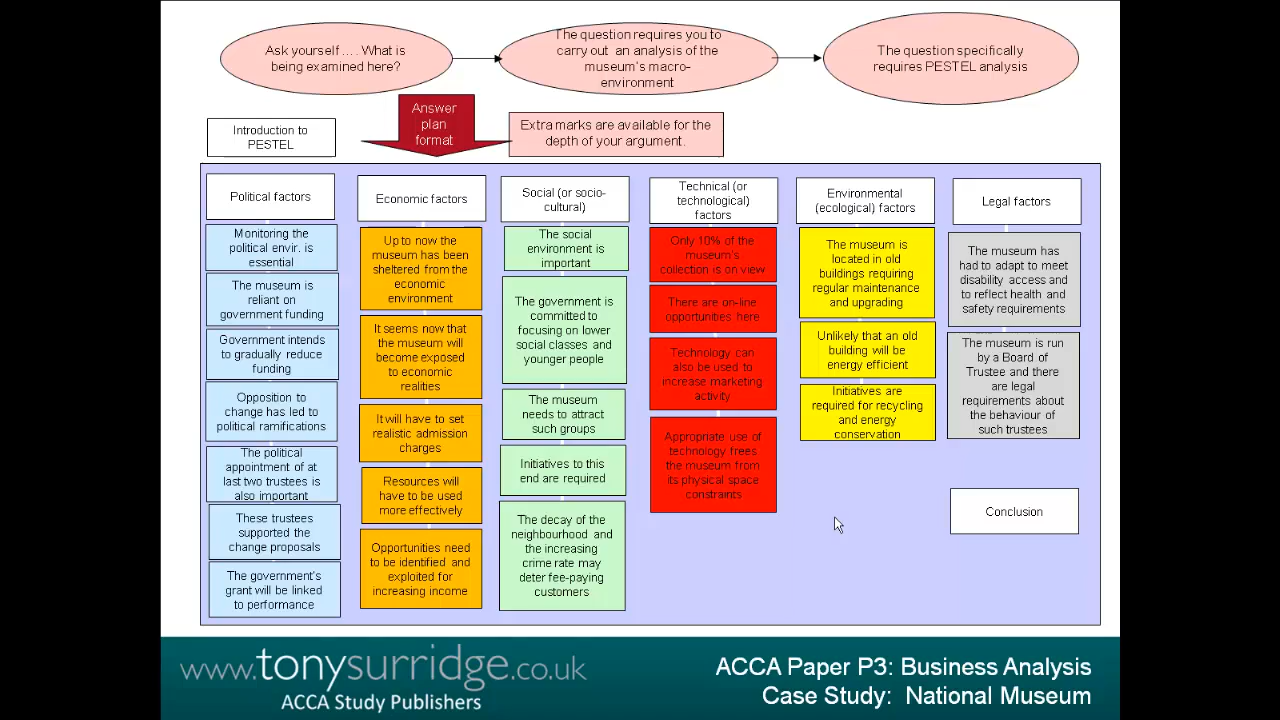 Ask yourself .... What is
being examined here?
The question requires you to
carry out an analysis of the
museum's macro-
environment
The question specifically
requires PESTEL analysis
Answer
plan
format
Extra marks are available for the
depth of your argument.
Introduction to
PESTEL
Political factors
Monitoring the
political envir. is
essential
The museum is
reliant on
government funding
Government intends
to gradually reduce
funding
Opposition to
change has led to
political ramifications
The political
appointment of at
last two trustees is
also important
These trustees
supported the
change proposals
The government's
grant will be linked
to performance
Economic factors
Up to now the
museum has been
sheltered from the
economic
environment
It seems now that
the museum will
become exposed
to economic
realities
It will have to set
realistic admission
charges
Resources will
have to be used
more effectively
Opportunities need
to be identified and
exploited for
increasing income
Social (or socio-
cultural)
The social
environment is
important
The government is
committed to
focusing on lower
social classes and
younger people
The museum
needs to attract
such groups
Initiatives to this
end are required
The decay of the
neighbourhood and
the increasing
crime rate may
deter fee-paying
customers
Technical (or
technological)
factors
Only 10% of the
museum's
collection is on view
There are on-line
opportunities here
Technology can
also be used to
increase marketing
activity
Appropriate use of
technology frees
the museum from
its physical space
constraints
Environmental
(ecological) factors
The museum is
located in old
buildings requiring
regular maintenance
and upgrading
Unlikely that an old
building will be
energy efficient
Initiatives are
required for recycling
and energy
conservation
Legal factors
The museum has
had to adapt to meet
disability access and
to reflect health and
safety requirements
The museum is run
by a Board of
Trustee and there
are legal
requirements about
the behaviour of
such trustees
Conclusion
www.tonysurridge.co.uk
ACCA Study Publishers
ACCA Paper P3: Business Analysis
Case Study: National Museum